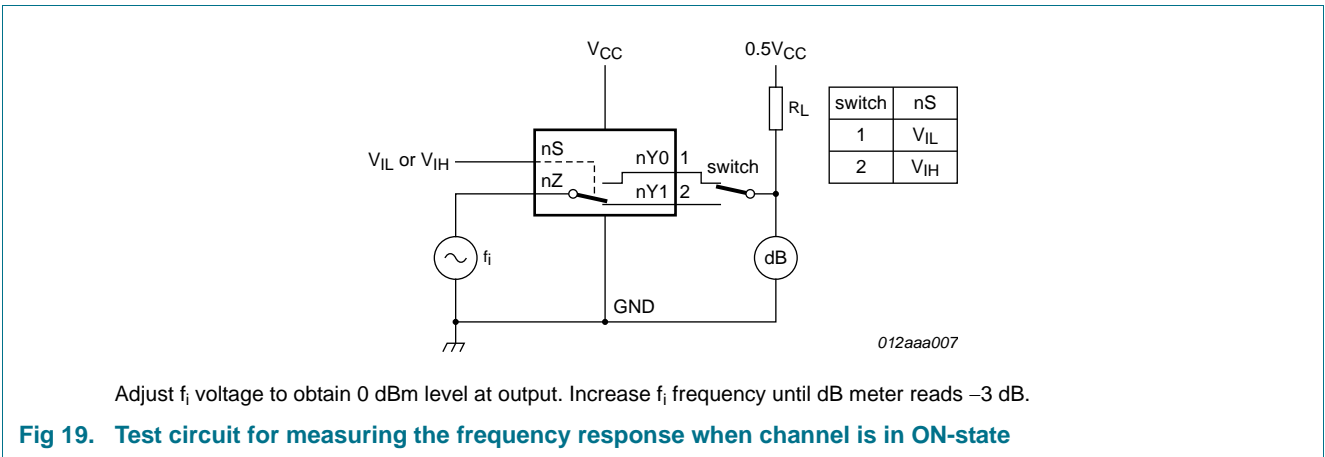 VCC
0.5VCC
RL
switch nS
1 VIL
2 VIH
VIL or VIH
nS
nZ
nY0 1
nY1 2
switch
fi
dB
GND
012aaa007
Adjust fi voltage to obtain 0 dBm level at output. Increase fi frequency until dB meter reads −3 dB.
Fig 19. Test circuit for measuring the frequency response when channel is in ON-state